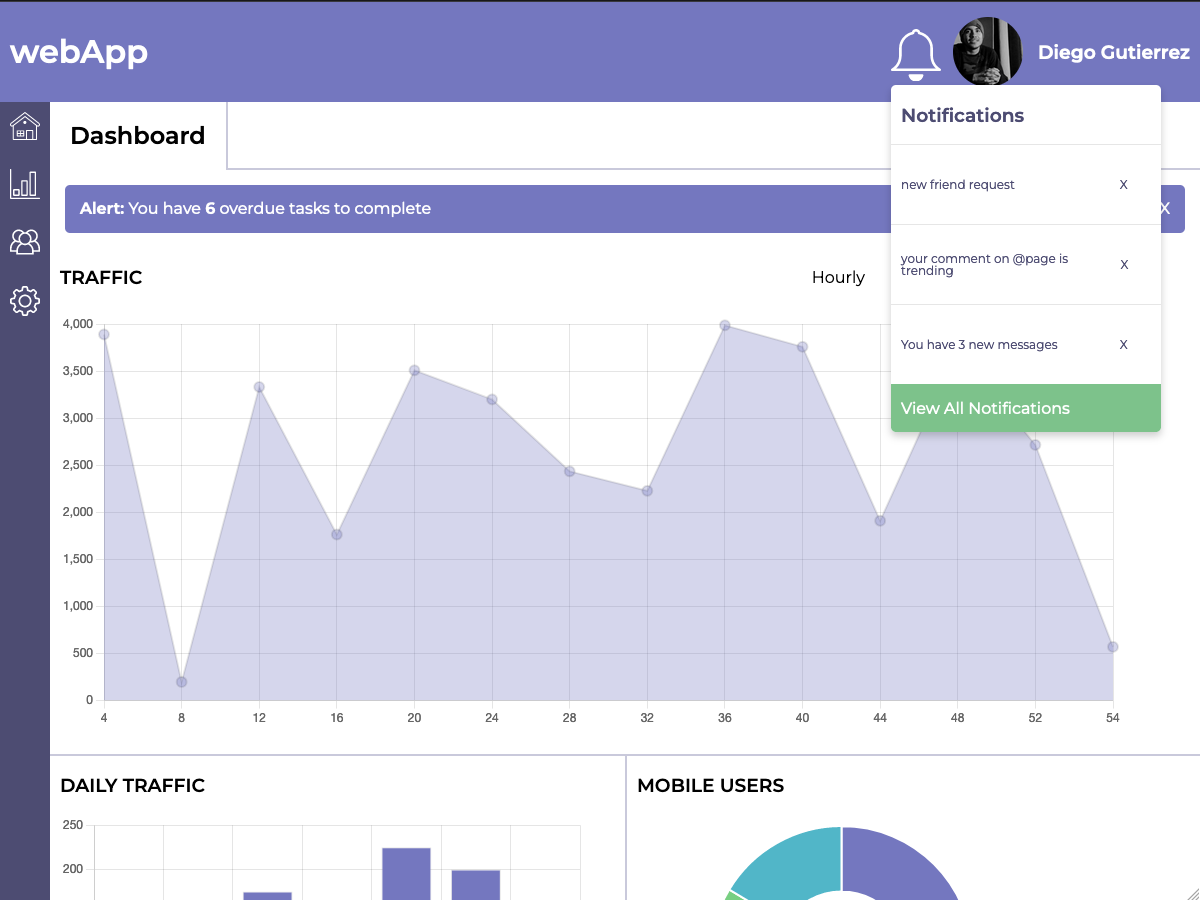 webApp
Diego Gutierrez
Dashboard
Notifications
new friend request X
your comment on @page is
trending X
You have 3 new messages X
View All Notifications
Alert: You have 6 overdue tasks to complete X
TRAFFIC
Hourly
4,000
3,500
3,000
2,500
2,000
1,500
1,000
500
0
4 8 12 16 20 24 28 32 36 40 44 48 52 54
DAILY TRAFFIC
250
200
MOBILE USERS